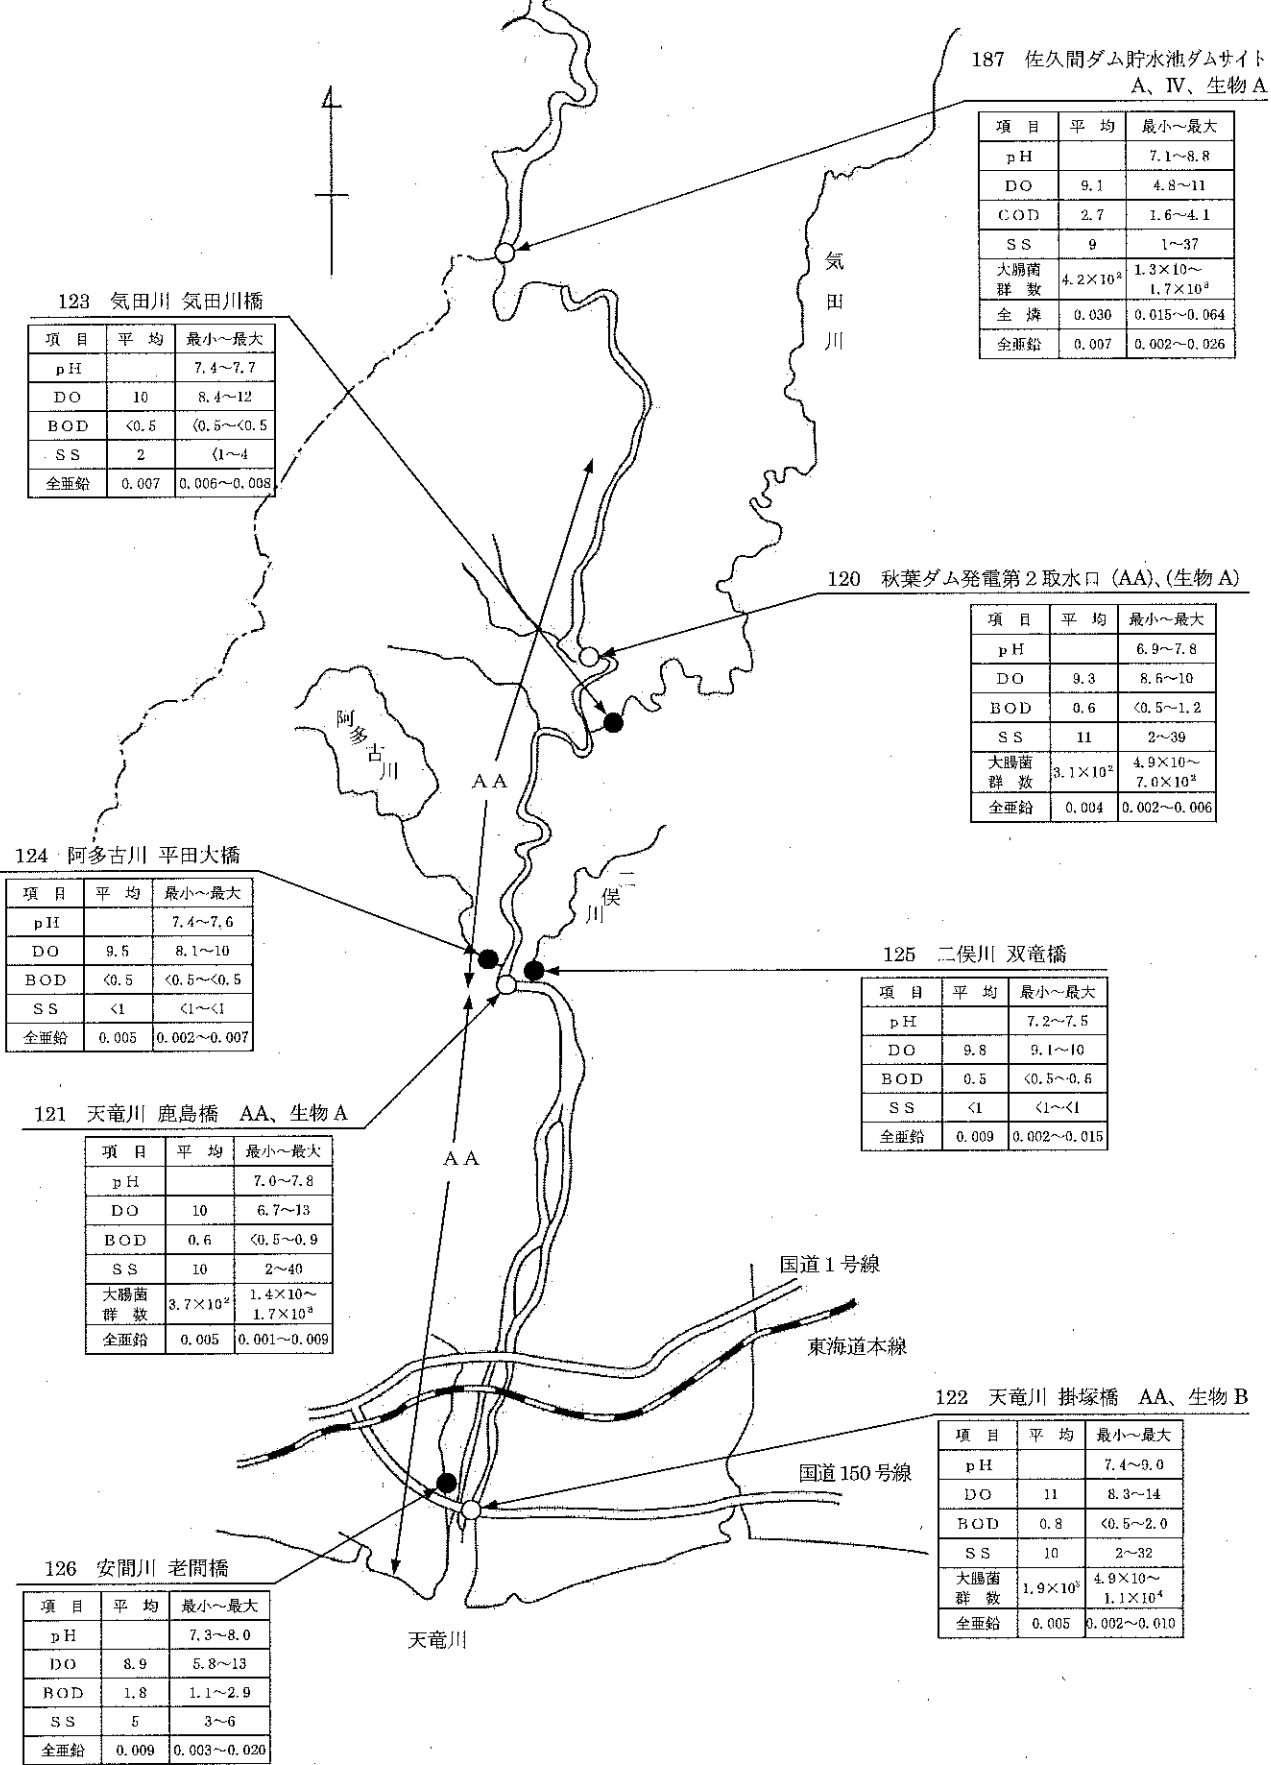 187 佐久間ダム貯水池ダムサイト
A、Ⅳ、生物 A
項 目 平 均 最小～最大
pH 7.1～8.8
DO 9.1 4.8～11
COD 2.7 1.6～4.1
SS 9 1～37
大腸菌群 数 4.2×10² 1.3×10～1.7×10³
全 燐 0.030 0.015～0.064
全亜鉛 0.007 0.002～0.026
気田川
123 気田川 気田川橋
項 目 平 均 最小～最大
pH 7.4～7.7
DO 10 8.4～12
BOD <0.5 <0.5～<0.5
SS 2 <1～4
全亜鉛 0.007 0.006～0.008
120 秋葉ダム発電第2取水口 (AA)、(生物 A)
項 目 平 均 最小～最大
pH 6.9～7.8
DO 9.3 8.6～10
BOD 0.6 <0.5～1.2
SS 11 2～39
大腸菌群 数 3.1×10² 4.9×10～7.0×10²
全亜鉛 0.004 0.002～0.006
阿多古川
AA
二俣川
124 阿多古川 平田大橋
項 目 平 均 最小～最大
pH 7.4～7.6
DO 9.5 8.1～10
BOD <0.5 <0.5～<0.5
SS <1 <1～<1
全亜鉛 0.005 0.002～0.007
125 二俣川 双竜橋
項 目 平 均 最小～最大
pH 7.2～7.5
DO 9.8 9.1～10
BOD 0.5 <0.5～0.6
SS <1 <1～<1
全亜鉛 0.009 0.002～0.015
121 天竜川 鹿島橋 AA、生物 A
項 目 平 均 最小～最大
pH 7.0～7.8
DO 10 6.7～13
BOD 0.6 <0.5～0.9
SS 10 2～40
大腸菌群 数 3.7×10² 1.4×10～1.7×10³
全亜鉛 0.005 0.001～0.009
AA
国道1号線
東海道本線
122 天竜川 掛塚橋 AA、生物 B
項 目 平 均 最小～最大
pH 7.4～9.0
DO 11 8.3～14
BOD 0.8 <0.5～2.0
SS 10 2～32
大腸菌群 数 1.9×10³ 4.9×10～1.1×10⁴
全亜鉛 0.005 0.002～0.010
国道150号線
126 安間川 老間橋
項 目 平 均 最小～最大
pH 7.3～8.0
DO 8.9 5.8～13
BOD 1.8 1.1～2.9
SS 5 3～6
全亜鉛 0.009 0.003～0.020
天竜川